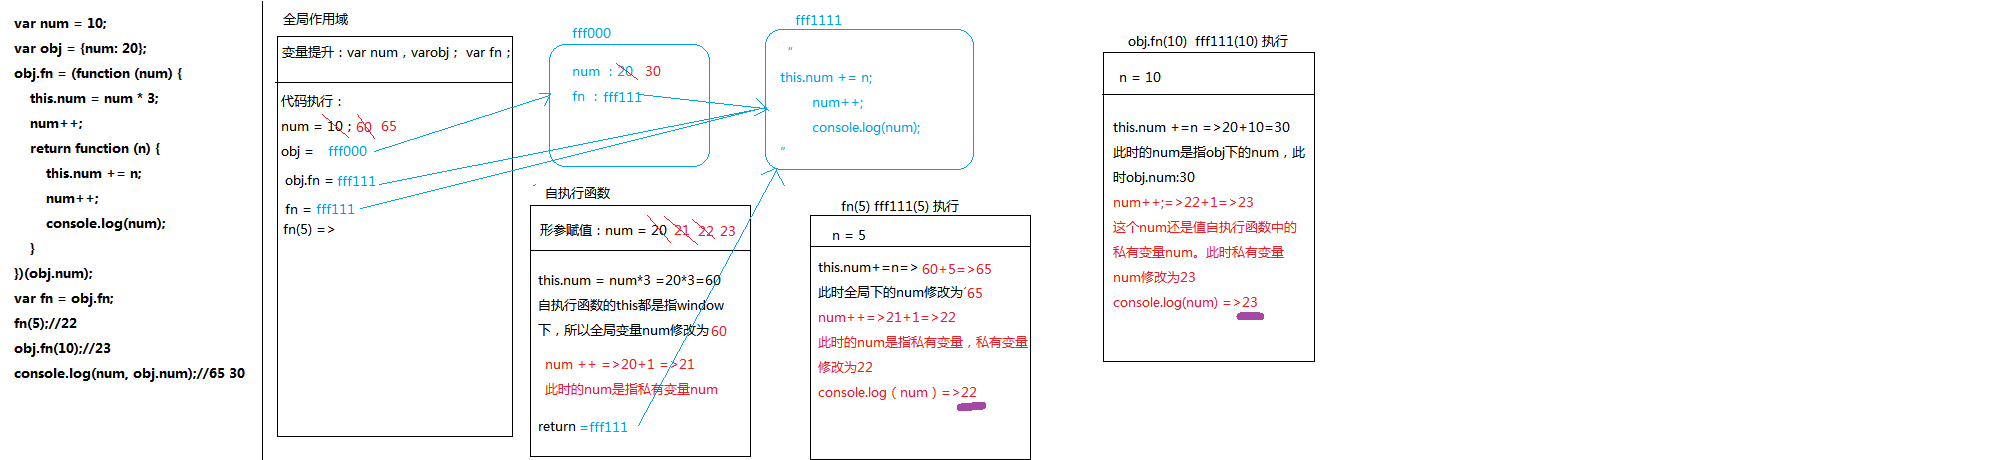 var num = 10;
var obj = {num: 20};
obj.fn = (function (num) {
this.num = num * 3;
num++;
return function (n) {
this.num += n;
num++;
console.log(num);
}
})(obj.num);
var fn = obj.fn;
fn(5);//22
obj.fn(10);//23
console.log(num, obj.num);//65 30
全局作用域
变量提升：var num，varobj； var fn；
代码执行：
num = 10；60 65
obj = fff000
obj.fn = fff111
fn = fff111
fn(5) =>
fff000
num ：20 30
fn ：fff111
fff1111
“
this.num += n;
num++;
console.log(num);
”
自执行函数
形参赋值：num = 20 21 22 23
this.num = num*3 =20*3=60
自执行函数的this都是指window
下，所以全局变量num修改为60
num ++ =>20+1 =>21
此时的num是指私有变量num
return =fff111
fn(5) fff111(5) 执行
n = 5
this.num+=n=> 60+5=>65
此时全局下的num修改为65
num++=>21+1=>22
此时的num是指私有变量，私有变量
修改为22
console.log（num）=>22
obj.fn(10) fff111(10) 执行
n = 10
this.num +=n =>20+10=30
此时的num是指obj下的num，此
时obj.num:30
num++;=>22+1=>23
这个num还是值自执行函数中的
私有变量num。此时私有变量
num修改为23
console.log(num) =>23